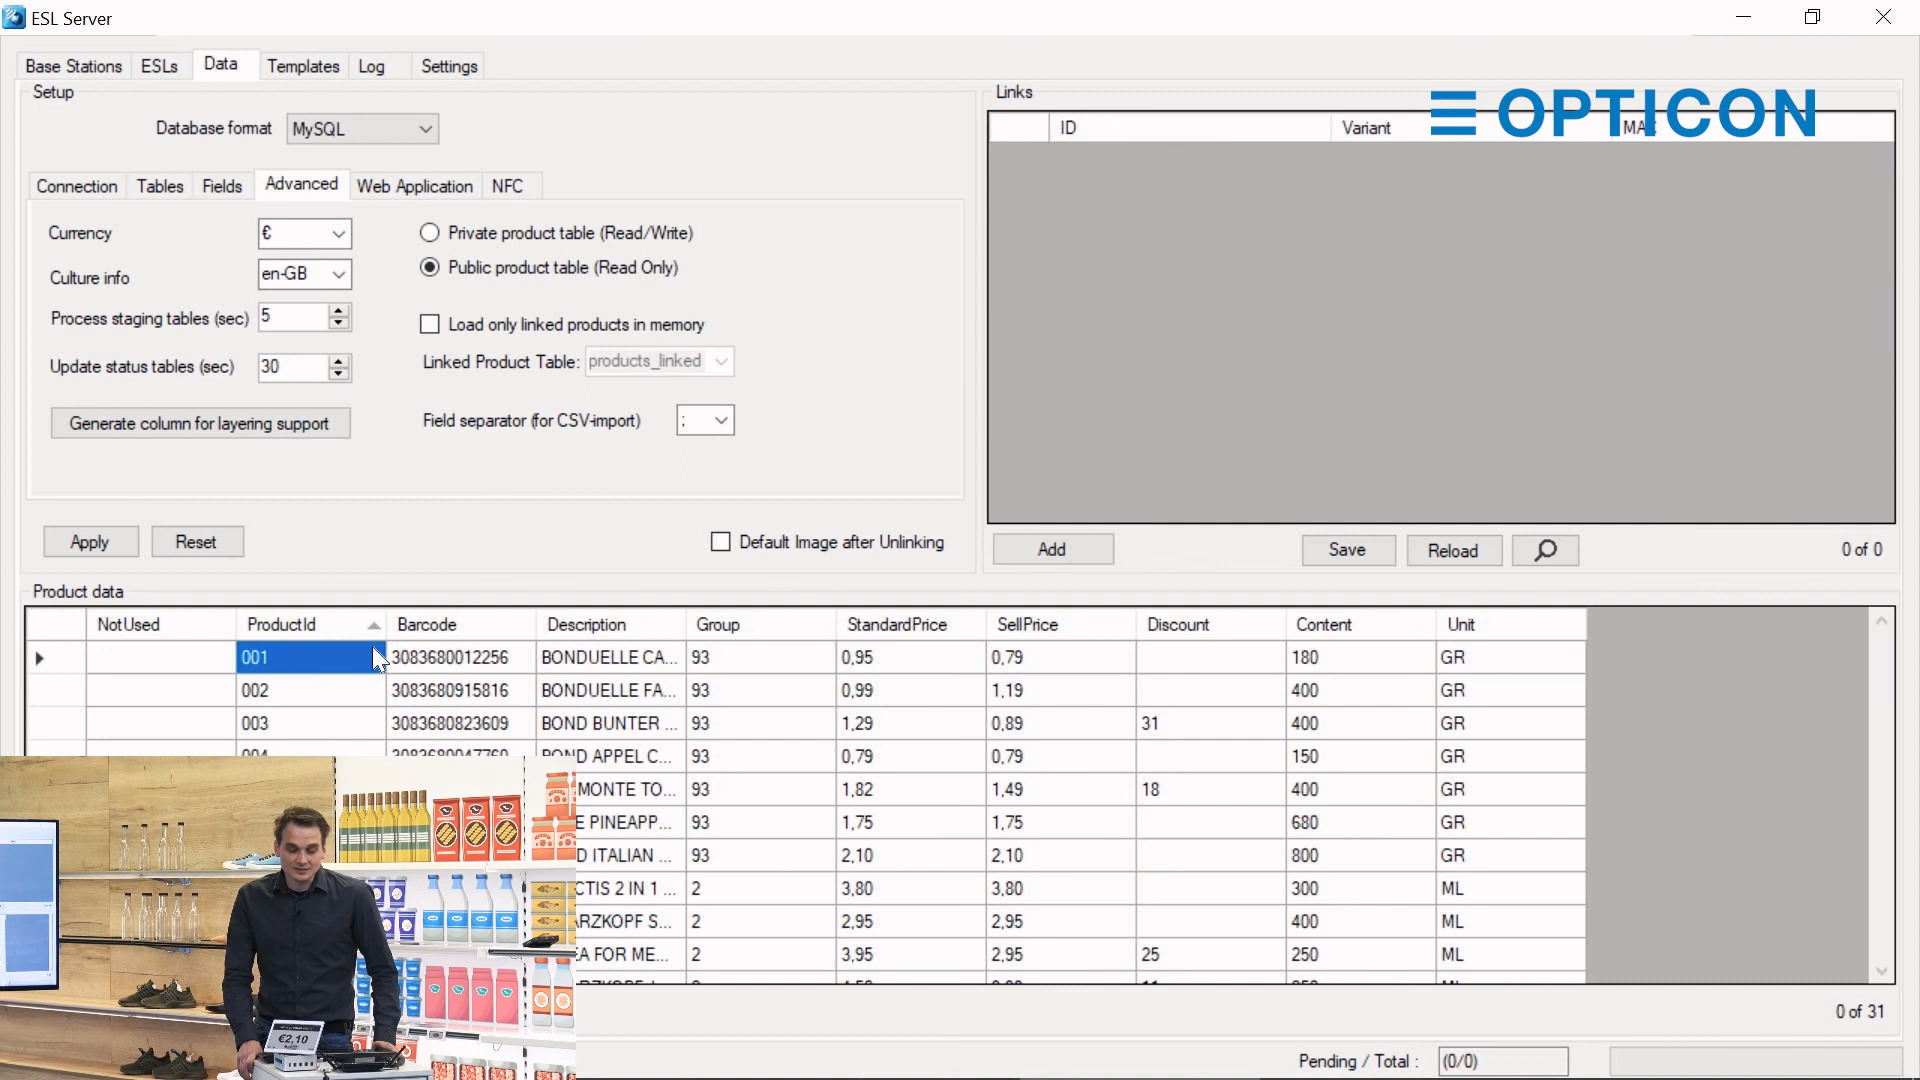 ESL Server
Base Stations ESLs Data Templates Log Settings
Setup
Database format MySQL
Connection Tables Fields Advanced Web Application NFC
Currency €
Culture info en-GB
Process staging tables (sec) 5
Update status tables (sec) 30
Generate column for layering support
Private product table (Read/Write)
Public product table (Read Only)
Load only linked products in memory
Linked Product Table: products_linked
Field separator (for CSV-import) ;
Apply Reset Default Image after Unlinking
Links
OPTICON
ID Variant
Add Save Reload 0 of 0
Product data
NotUsed ProductId Barcode Description Group StandardPrice SellPrice Discount Content Unit
001 3083680012256 BONDUELLE CA... 93 0,95 0,79 180 GR
002 3083680915816 BONDUELLE FA... 93 0,99 1,19 400 GR
003 3083680823609 BOND BUNTER ... 93 1,29 0,89 31 400 GR
004 3083680047760 BOND APPEL C... 93 0,79 0,79 150 GR
MONTE TO... 93 1,82 1,49 18 400 GR
E PINEAPP... 93 1,75 1,75 680 GR
D ITALIAN ... 93 2,10 2,10 800 GR
CTIS 2 IN 1 ... 2 3,80 3,80 300 ML
ARZKOPF S... 2 2,95 2,95 400 ML
EA FOR ME... 2 3,95 2,95 25 250 ML
0 of 31
€2,10
Pending / Total : (0/0)